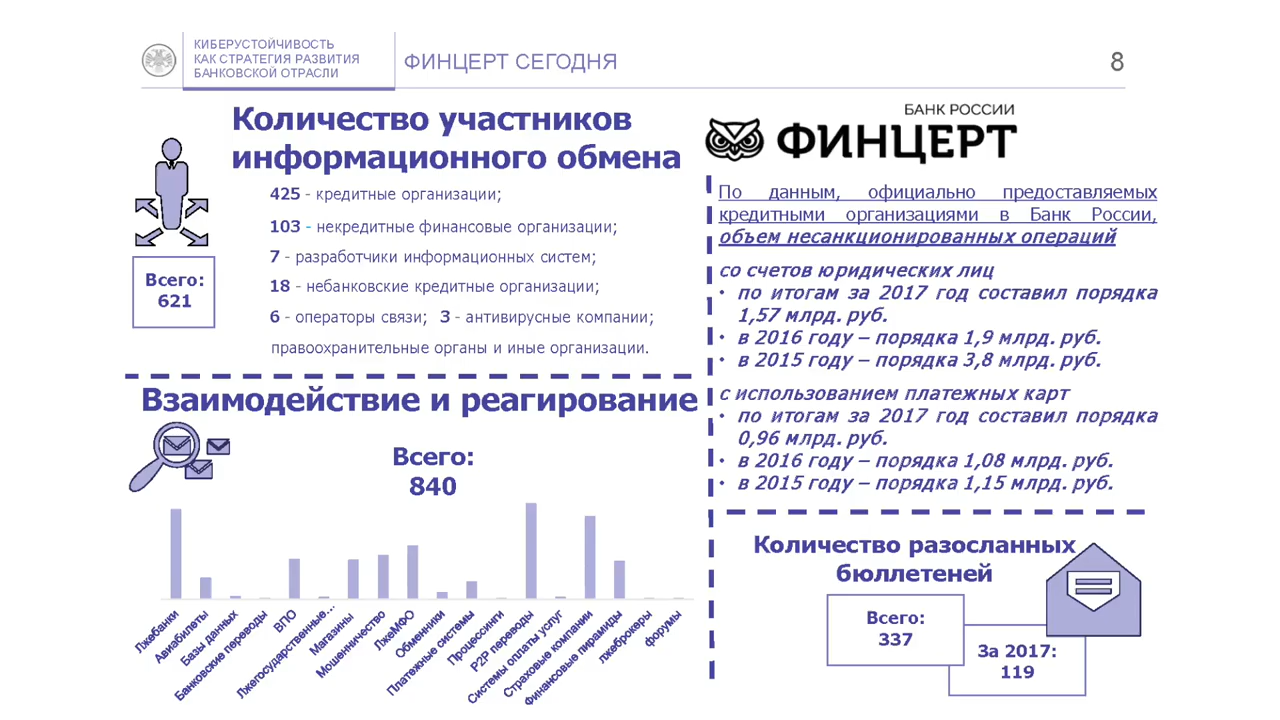 КИБЕРУСТОЙЧИВОСТЬ
КАК СТРАТЕГИЯ РАЗВИТИЯ
БАНКОВСКОЙ ОТРАСЛИ
ФИНЦЕРТ СЕГОДНЯ
8
Количество участников
информационного обмена
425 - кредитные организации;
103 - некредитные финансовые организации;
7 - разработчики информационных систем;
18 - небанковские кредитные организации;
6 - операторы связи; 3 - антивирусные компании;
правоохранительные органы и иные организации.
Всего:
621
Взаимодействие и реагирование
Всего:
840
Лжебанки
Авиабилеты
Базы данных
Банковские переводы
ВПО
Лжегосударственные...
Магазины
Мошенничество
ЛжеМФО
Обменники
Платежные системы
Процессинги
P2P переводы
Системы оплаты услуг
Страховые компании
Финансовые пирамиды
лжеброкеры
форумы
БАНК РОССИИ
ФИНЦЕРТ
По данным, официально предоставляемых
кредитными организациями в Банк России,
объем несанкционированных операций
со счетов юридических лиц
• по итогам за 2017 год составил порядка
1,57 млрд. руб.
• в 2016 году – порядка 1,9 млрд. руб.
• в 2015 году – порядка 3,8 млрд. руб.
с использованием платежных карт
• по итогам за 2017 год составил порядка
0,96 млрд. руб.
• в 2016 году – порядка 1,08 млрд. руб.
• в 2015 году – порядка 1,15 млрд. руб.
Количество разосланных
бюллетеней
Всего:
337
За 2017:
119